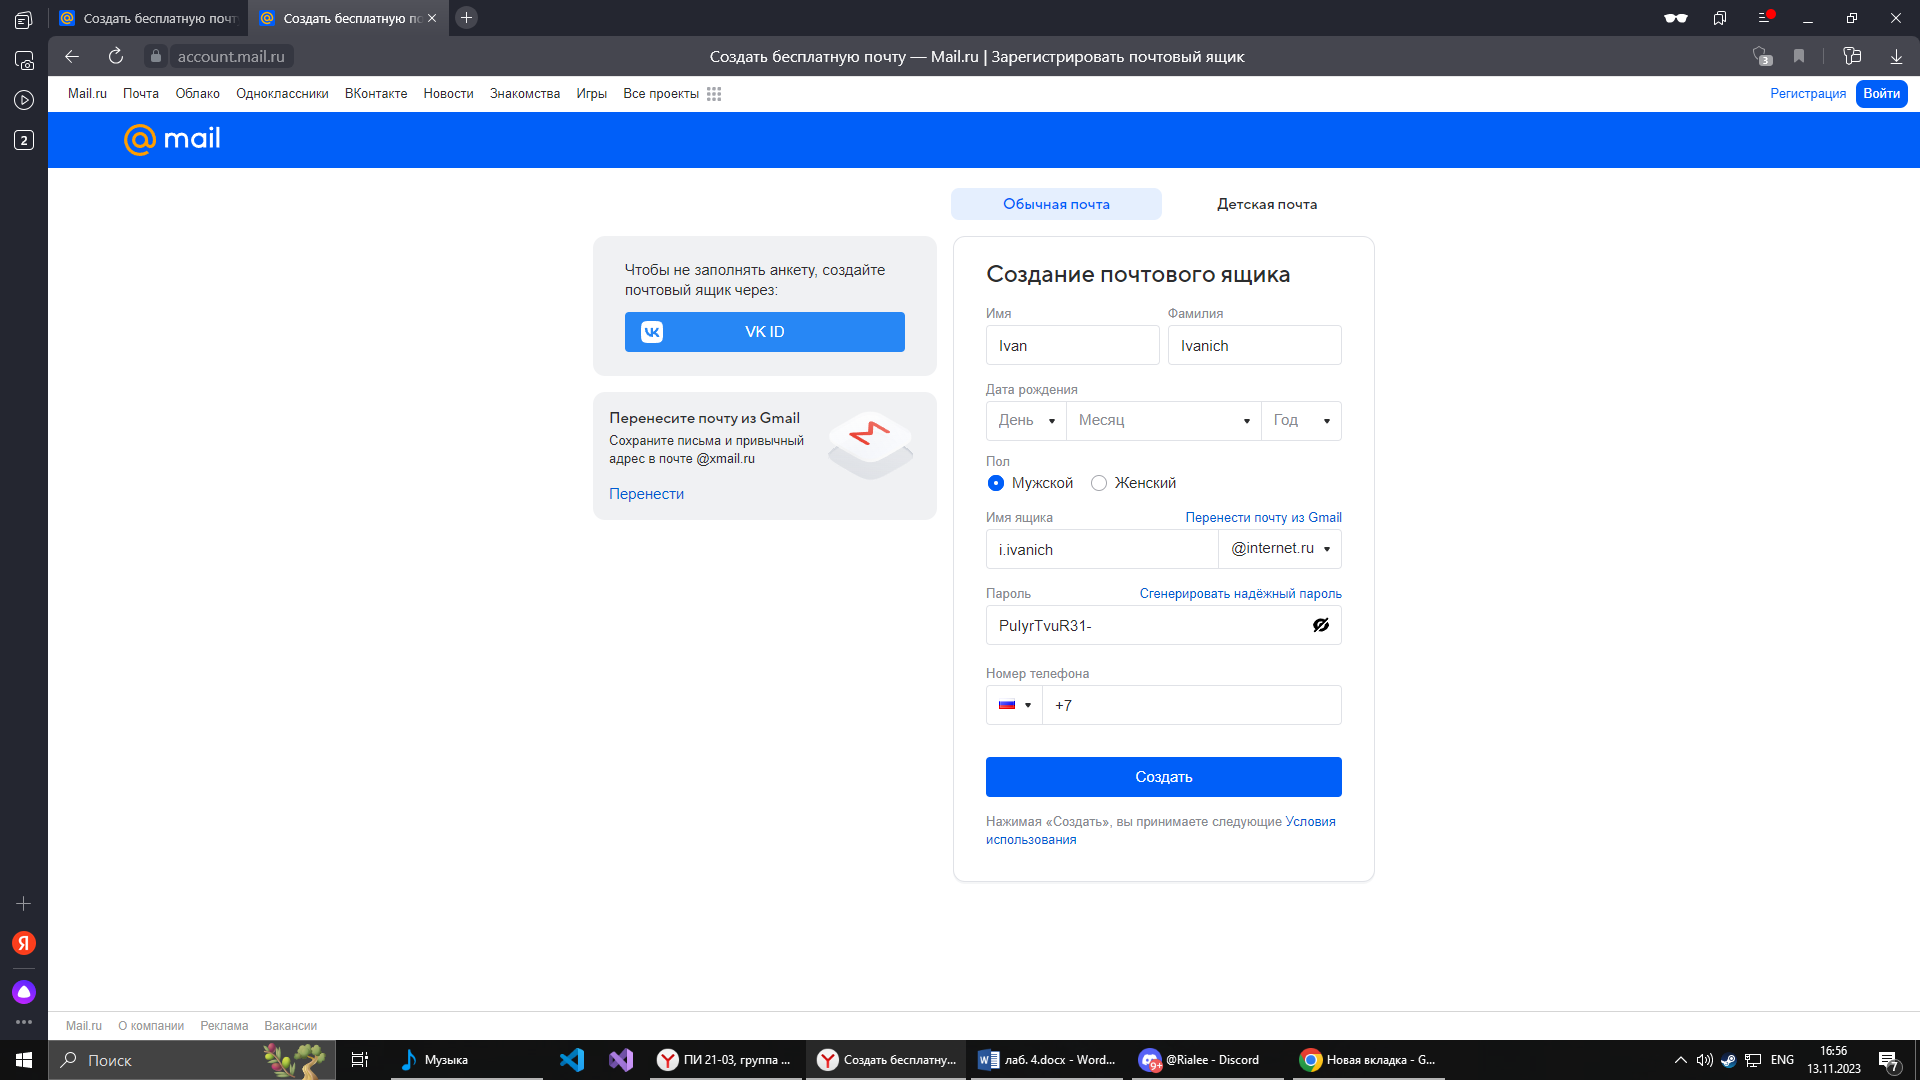 Создать бесплатную почт
Создать бесплатную по
account.mail.ru
Создать бесплатную почту — Mail.ru | Зарегистрировать почтовый ящик
3
2
Mail.ru Почта Облако Одноклассники ВКонтакте Новости Знакомства Игры Все проекты
Регистрация Войти
@mail
Обычная почта Детская почта
Чтобы не заполнять анкету, создайте
почтовый ящик через:
VK ID
Перенесите почту из Gmail
Сохраните письма и привычный
адрес в почте @xmail.ru
Перенести
Создание почтового ящика
Имя Фамилия
Ivan Ivanich
Дата рождения
День Месяц Год
Пол
Мужской Женский
Имя ящика Перенести почту из Gmail
i.ivanich @internet.ru
Пароль Сгенерировать надёжный пароль
PulyrTvuR31-
Номер телефона
+7
Создать
Нажимая «Создать», вы принимаете следующие Условия
использования
Я
Mail.ru О компании Реклама Вакансии
Поиск
Музыка
ПИ 21-03, группа ...
Создать бесплатну...
лаб. 4.docx - Word...
9+
@Rialee - Discord
Новая вкладка - G...
ENG
16:56
13.11.2023
7